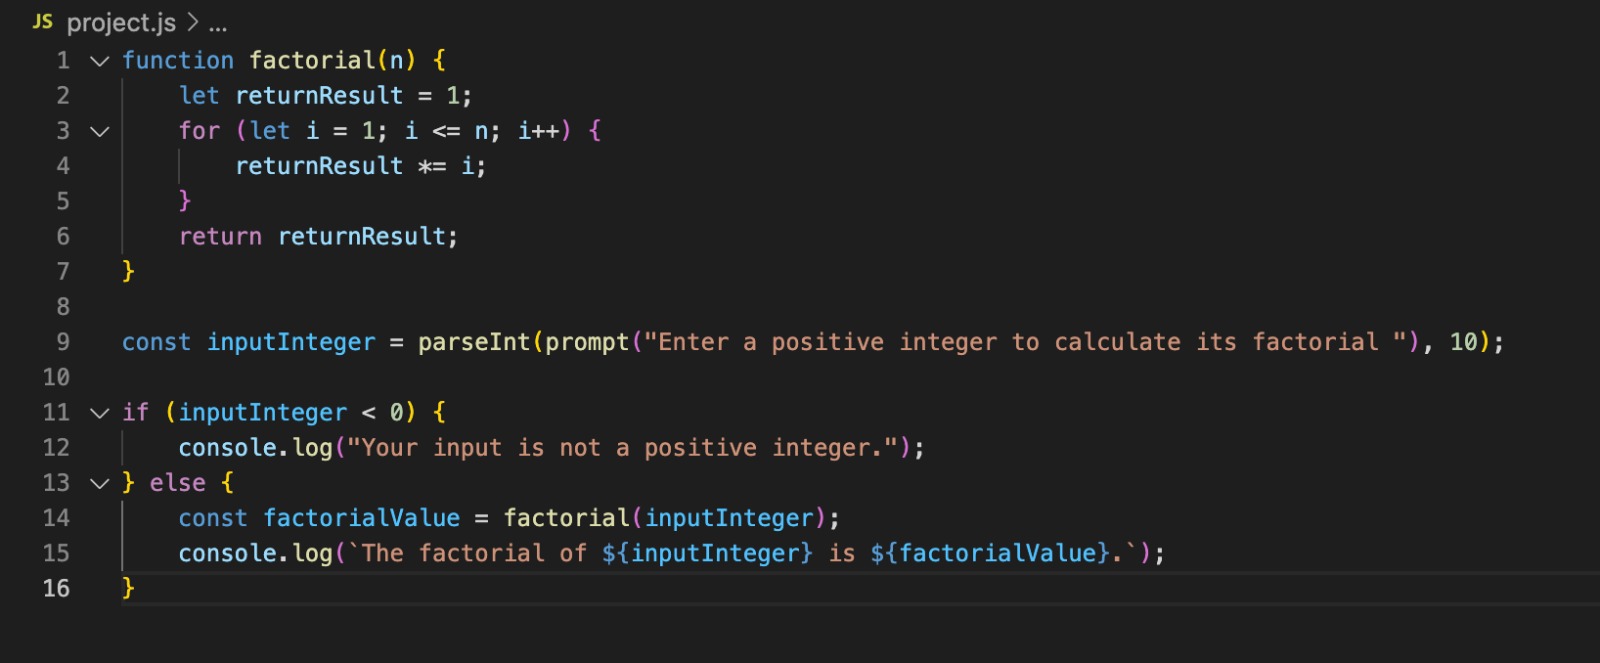 JS project.js > ...
1 function factorial(n) {
2     let returnResult = 1;
3     for (let i = 1; i <= n; i++) {
4         returnResult *= i;
5     }
6     return returnResult;
7 }
8
9 const inputInteger = parseInt(prompt("Enter a positive integer to calculate its factorial "), 10);
10
11 if (inputInteger < 0) {
12     console.log("Your input is not a positive integer.");
13 } else {
14     const factorialValue = factorial(inputInteger);
15     console.log(`The factorial of ${inputInteger} is ${factorialValue}.`);
16 }